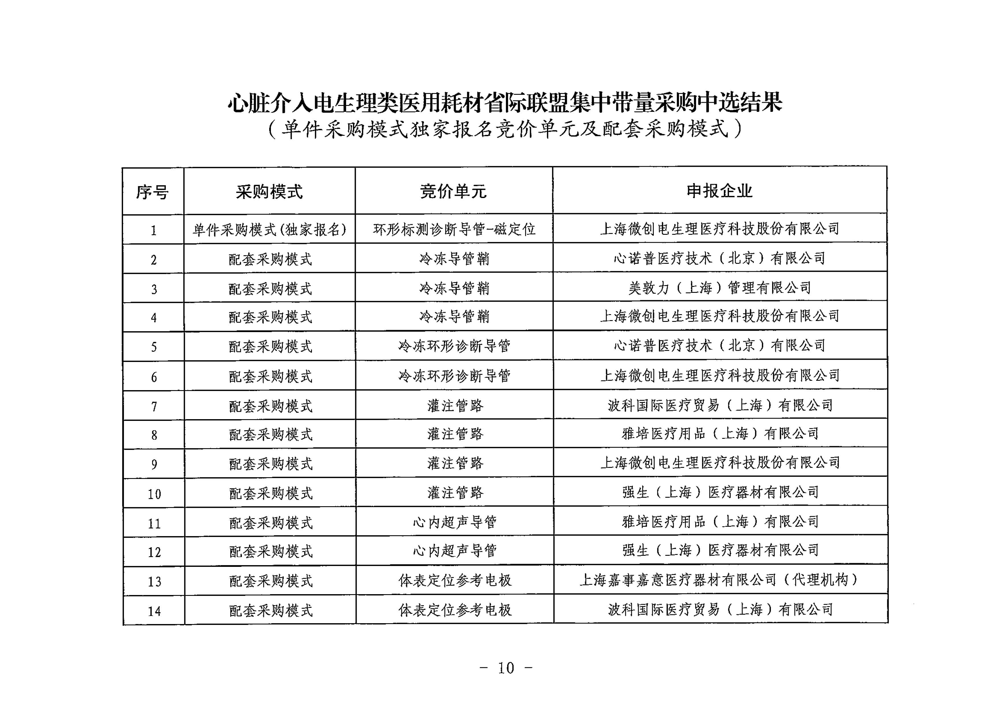 心脏介入电生理类医用耗材省际联盟集中带量采购中选结果
（单件采购模式独家报名竞价单元及配套采购模式）
序号 采购模式 竞价单元 申报企业
1 单件采购模式(独家报名) 环形标测诊断导管-磁定位 上海微创电生理医疗科技股份有限公司
2 配套采购模式 冷冻导管鞘 心诺普医疗技术（北京）有限公司
3 配套采购模式 冷冻导管鞘 美敦力（上海）管理有限公司
4 配套采购模式 冷冻导管鞘 上海微创电生理医疗科技股份有限公司
5 配套采购模式 冷冻环形诊断导管 心诺普医疗技术（北京）有限公司
6 配套采购模式 冷冻环形诊断导管 上海微创电生理医疗科技股份有限公司
7 配套采购模式 灌注管路 波科国际医疗贸易（上海）有限公司
8 配套采购模式 灌注管路 雅培医疗用品（上海）有限公司
9 配套采购模式 灌注管路 上海微创电生理医疗科技股份有限公司
10 配套采购模式 灌注管路 强生（上海）医疗器材有限公司
11 配套采购模式 心内超声导管 雅培医疗用品（上海）有限公司
12 配套采购模式 心内超声导管 强生（上海）医疗器材有限公司
13 配套采购模式 体表定位参考电极 上海嘉事嘉意医疗器材有限公司（代理机构）
14 配套采购模式 体表定位参考电极 波科国际医疗贸易（上海）有限公司
- 10 -